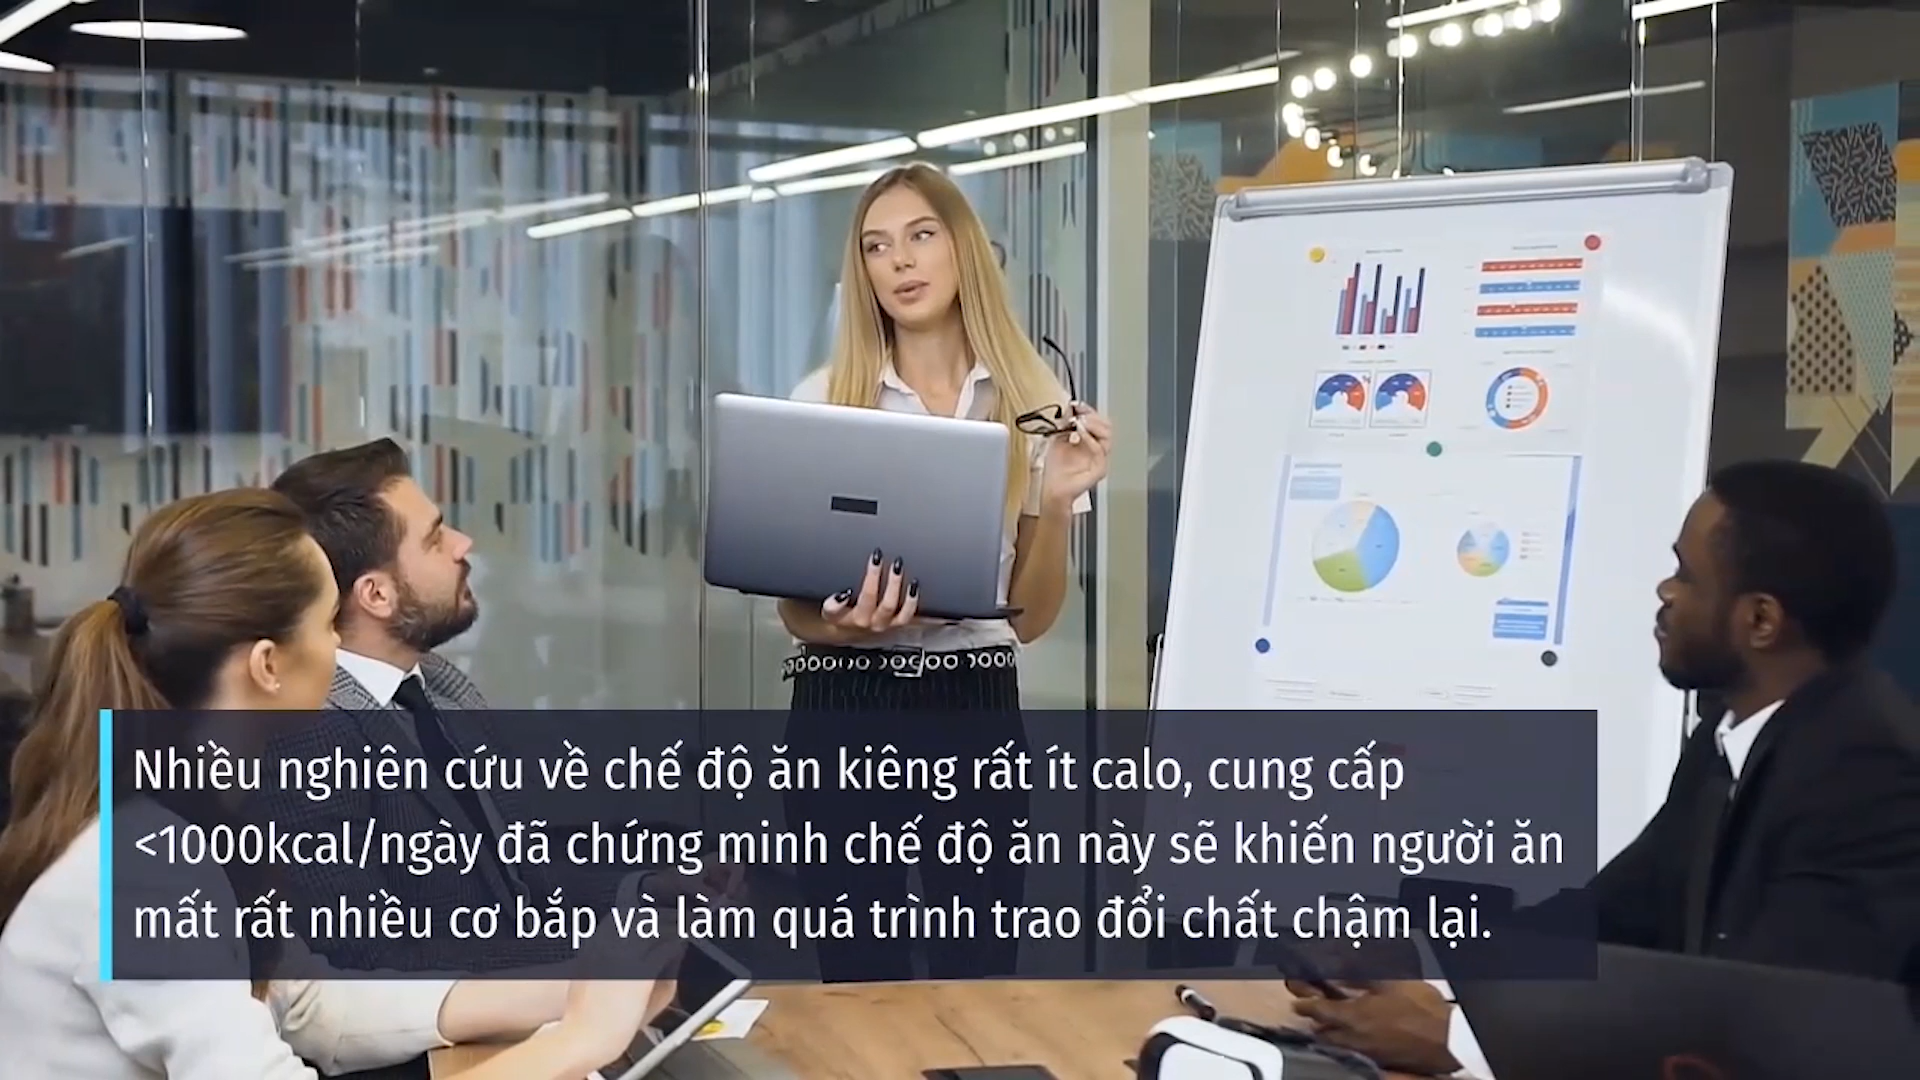 Nhiều nghiên cứu về chế độ ăn kiêng rất ít calo, cung cấp
<1000kcal/ngày đã chứng minh chế độ ăn này sẽ khiến người ăn
mất rất nhiều cơ bắp và làm quá trình trao đổi chất chậm lại.